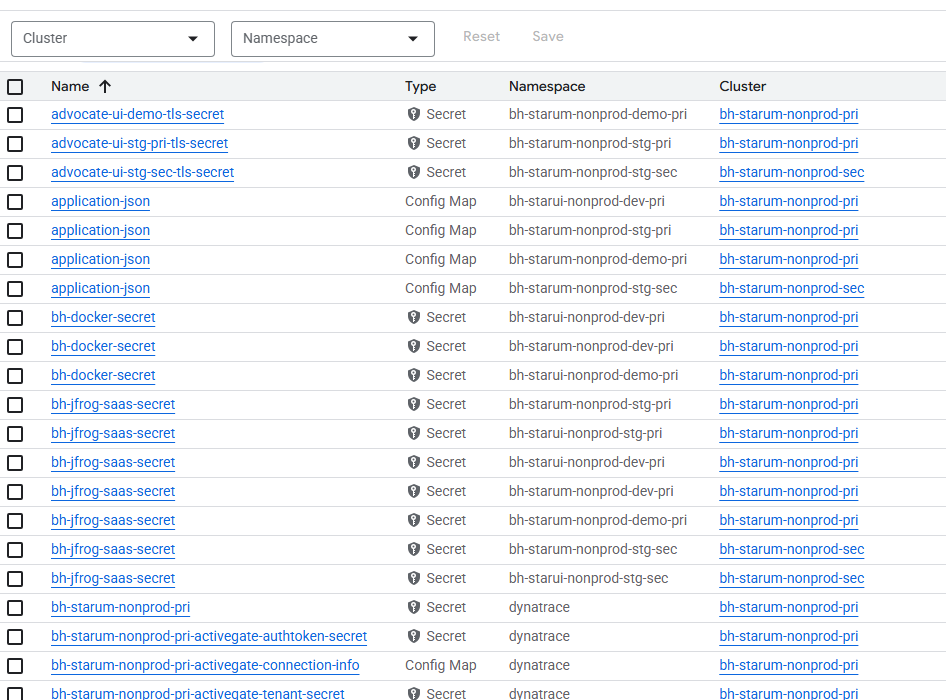 Cluster Namespace Reset Save
Name Type Namespace Cluster
advocate-ui-demo-tls-secret Secret bh-starum-nonprod-demo-pri bh-starum-nonprod-pri
advocate-ui-stg-pri-tls-secret Secret bh-starum-nonprod-stg-pri bh-starum-nonprod-pri
advocate-ui-stg-sec-tls-secret Secret bh-starum-nonprod-stg-sec bh-starum-nonprod-sec
application-json Config Map bh-starui-nonprod-dev-pri bh-starum-nonprod-pri
application-json Config Map bh-starum-nonprod-stg-pri bh-starum-nonprod-pri
application-json Config Map bh-starum-nonprod-demo-pri bh-starum-nonprod-pri
application-json Config Map bh-starum-nonprod-stg-sec bh-starum-nonprod-sec
bh-docker-secret Secret bh-starui-nonprod-dev-pri bh-starum-nonprod-pri
bh-docker-secret Secret bh-starum-nonprod-dev-pri bh-starum-nonprod-pri
bh-docker-secret Secret bh-starui-nonprod-demo-pri bh-starum-nonprod-pri
bh-jfrog-saas-secret Secret bh-starum-nonprod-stg-pri bh-starum-nonprod-pri
bh-jfrog-saas-secret Secret bh-starui-nonprod-stg-pri bh-starum-nonprod-pri
bh-jfrog-saas-secret Secret bh-starui-nonprod-dev-pri bh-starum-nonprod-pri
bh-jfrog-saas-secret Secret bh-starum-nonprod-dev-pri bh-starum-nonprod-pri
bh-jfrog-saas-secret Secret bh-starum-nonprod-demo-pri bh-starum-nonprod-pri
bh-jfrog-saas-secret Secret bh-starum-nonprod-stg-sec bh-starum-nonprod-sec
bh-jfrog-saas-secret Secret bh-starui-nonprod-stg-sec bh-starum-nonprod-sec
bh-starum-nonprod-pri Secret dynatrace bh-starum-nonprod-pri
bh-starum-nonprod-pri-activegate-authtoken-secret Secret dynatrace bh-starum-nonprod-pri
bh-starum-nonprod-pri-activegate-connection-info Config Map dynatrace bh-starum-nonprod-pri
bh-starum-nonprod-pri-activegate-tenant-secret Secret dynatrace bh-starum-nonprod-pri